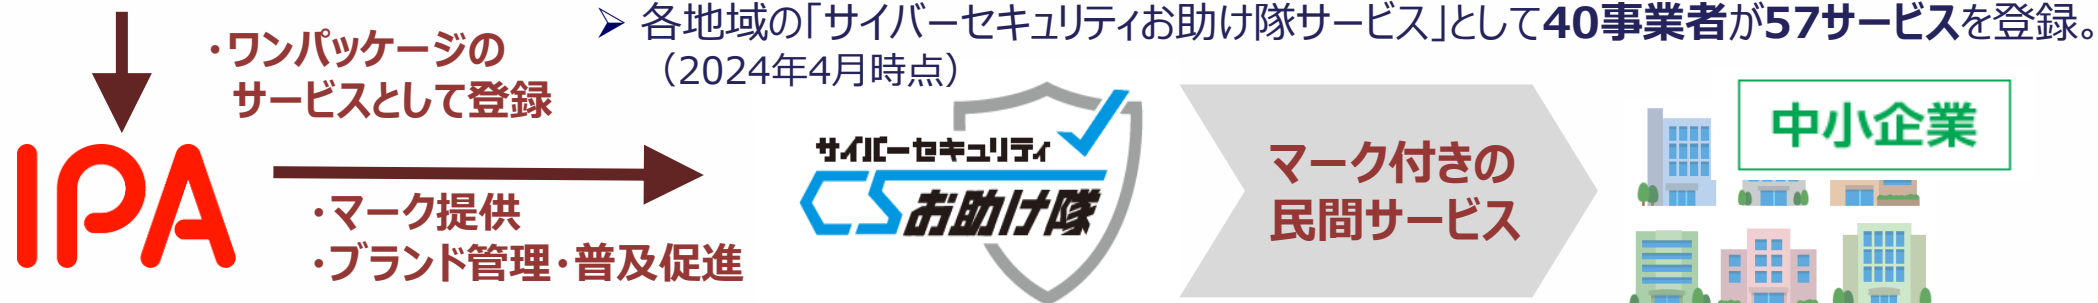 ➢ 各地域の「サイバーセキュリティお助け隊サービス」として40事業者が57サービスを登録。
（2024年4月時点）
・ワンパッケージの
サービスとして登録
IPA
・マーク提供
・ブランド管理・普及促進
サイバーセキュリティ
CSお助け隊
マーク付きの
民間サービス
中小企業